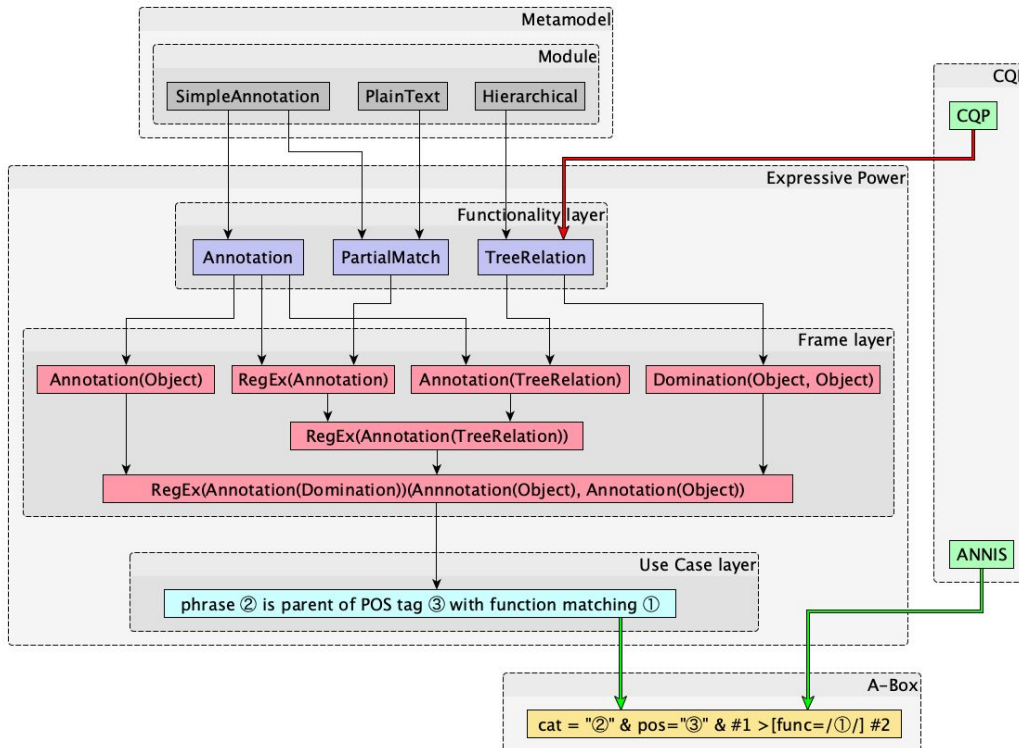 Metamodel
Module
SimpleAnnotation
PlainText
Hierarchical
CQ
CQP
Expressive Power
Functionality layer
Annotation
PartialMatch
TreeRelation
Frame layer
Annotation(Object)
RegEx(Annotation)
Annotation(TreeRelation)
Domination(Object, Object)
RegEx(Annotation(TreeRelation))
RegEx(Annotation(Domination))(Annnotation(Object), Annotation(Object))
ANNIS
Use Case layer
phrase ② is parent of POS tag ③ with function matching ①
A-Box
cat = "②" & pos="③" & #1 >[func=/①/] #2